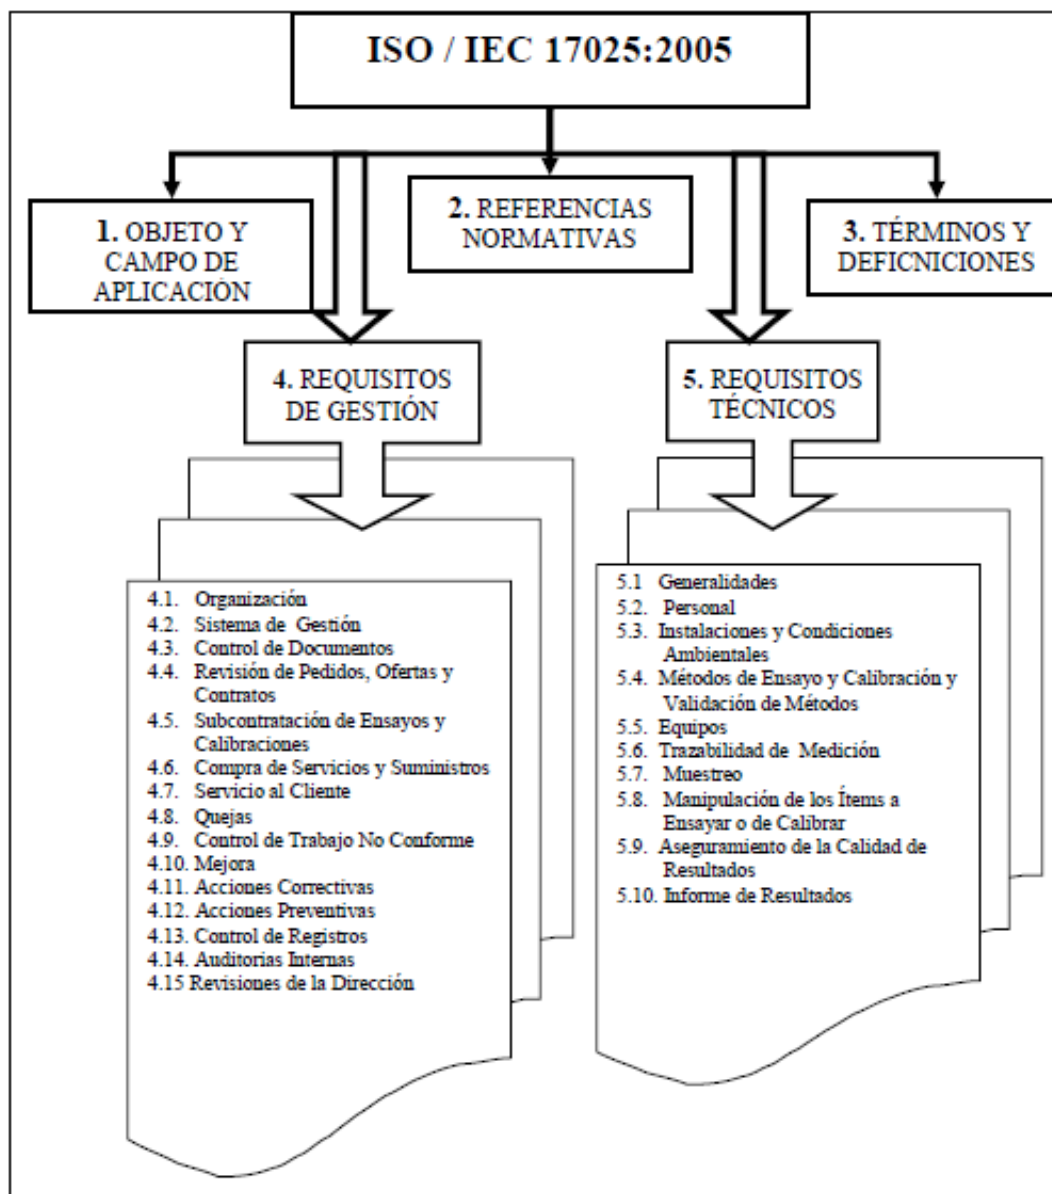 ISO / IEC 17025:2005
1. OBJETO Y
CAMPO DE
APLICACIÓN
2. REFERENCIAS
NORMATIVAS
3. TÉRMINOS Y
DEFICNICIONES
4. REQUISITOS
DE GESTIÓN
5. REQUISITOS
TÉCNICOS
4.1. Organización
4.2. Sistema de Gestión
4.3. Control de Documentos
4.4. Revisión de Pedidos, Ofertas y
Contratos
4.5. Subcontratación de Ensayos y
Calibraciones
4.6. Compra de Servicios y Suministros
4.7. Servicio al Cliente
4.8. Quejas
4.9. Control de Trabajo No Conforme
4.10. Mejora
4.11. Acciones Correctivas
4.12. Acciones Preventivas
4.13. Control de Registros
4.14. Auditorias Internas
4.15 Revisiones de la Dirección
5.1 Generalidades
5.2. Personal
5.3. Instalaciones y Condiciones
Ambientales
5.4. Métodos de Ensayo y Calibración y
Validación de Métodos
5.5. Equipos
5.6. Trazabilidad de Medición
5.7. Muestreo
5.8. Manipulación de los Ítems a
Ensayar o de Calibrar
5.9. Aseguramiento de la Calidad de
Resultados
5.10. Informe de Resultados